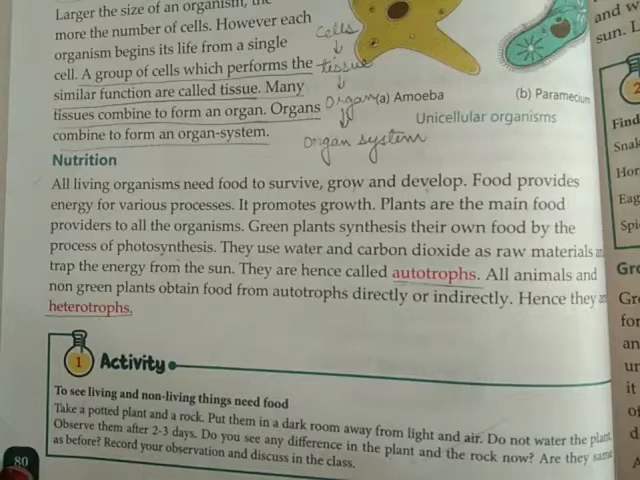 Larger the size of an organism, the
more the number of cells. However each
organism begins its life from a single
cell. A group of cells which performs the
similar function are called tissue. Many
tissues combine to form an organ. Organs
combine to form an organ-system.
Cells
tissue
Organ
Organ system
(a) Amoeba
(b) Paramecium
Unicellular organisms
Nutrition
All living organisms need food to survive, grow and develop. Food provides
energy for various processes. It promotes growth. Plants are the main food
providers to all the organisms. Green plants synthesis their own food by the
process of photosynthesis. They use water and carbon dioxide as raw materials
trap the energy from the sun. They are hence called autotrophs. All animals and
non green plants obtain food from autotrophs directly or indirectly. Hence they
heterotrophs.
1 Activity
To see living and non-living things need food
Take a potted plant and a rock. Put them in a dark room away from light and air. Do not water the plant.
Observe them after 2-3 days. Do you see any difference in the plant and the rock now? Are they same
as before? Record your observation and discuss in the class.
80
and w
sun. L
2
Find
Snak
Hor
Eag
Spi
Gro
Gr
for
an
un
it
of
d